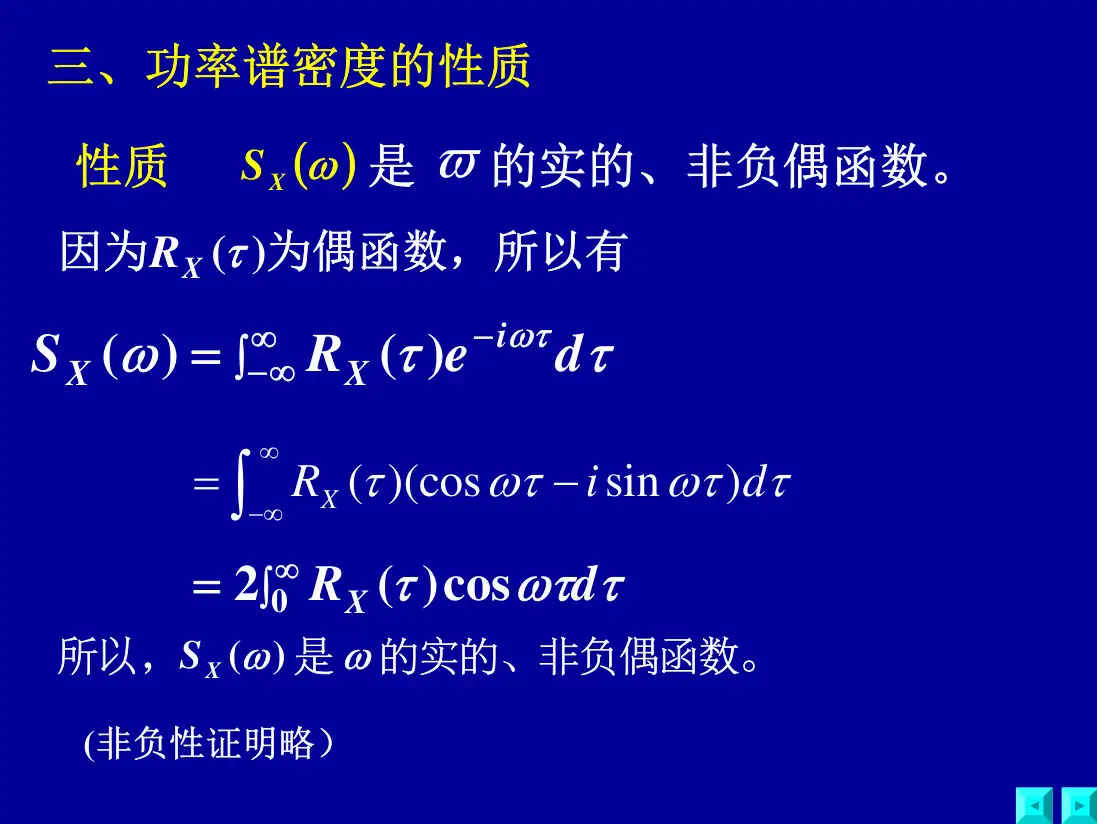 三、功率谱密度的性质
性质 S_X(ω) 是 ϖ 的实的、非负偶函数。
因为R_X(τ)为偶函数，所以有
S_X(ω) = ∫_{-∞}^{∞} R_X(τ)e^{-iωτ}dτ
= ∫_{-∞}^{∞} R_X(τ)(cos ωτ − i sin ωτ)dτ
= 2∫_0^∞ R_X(τ)cos ωτdτ
所以，S_X(ω) 是 ω 的实的、非负偶函数。
(非负性证明略）